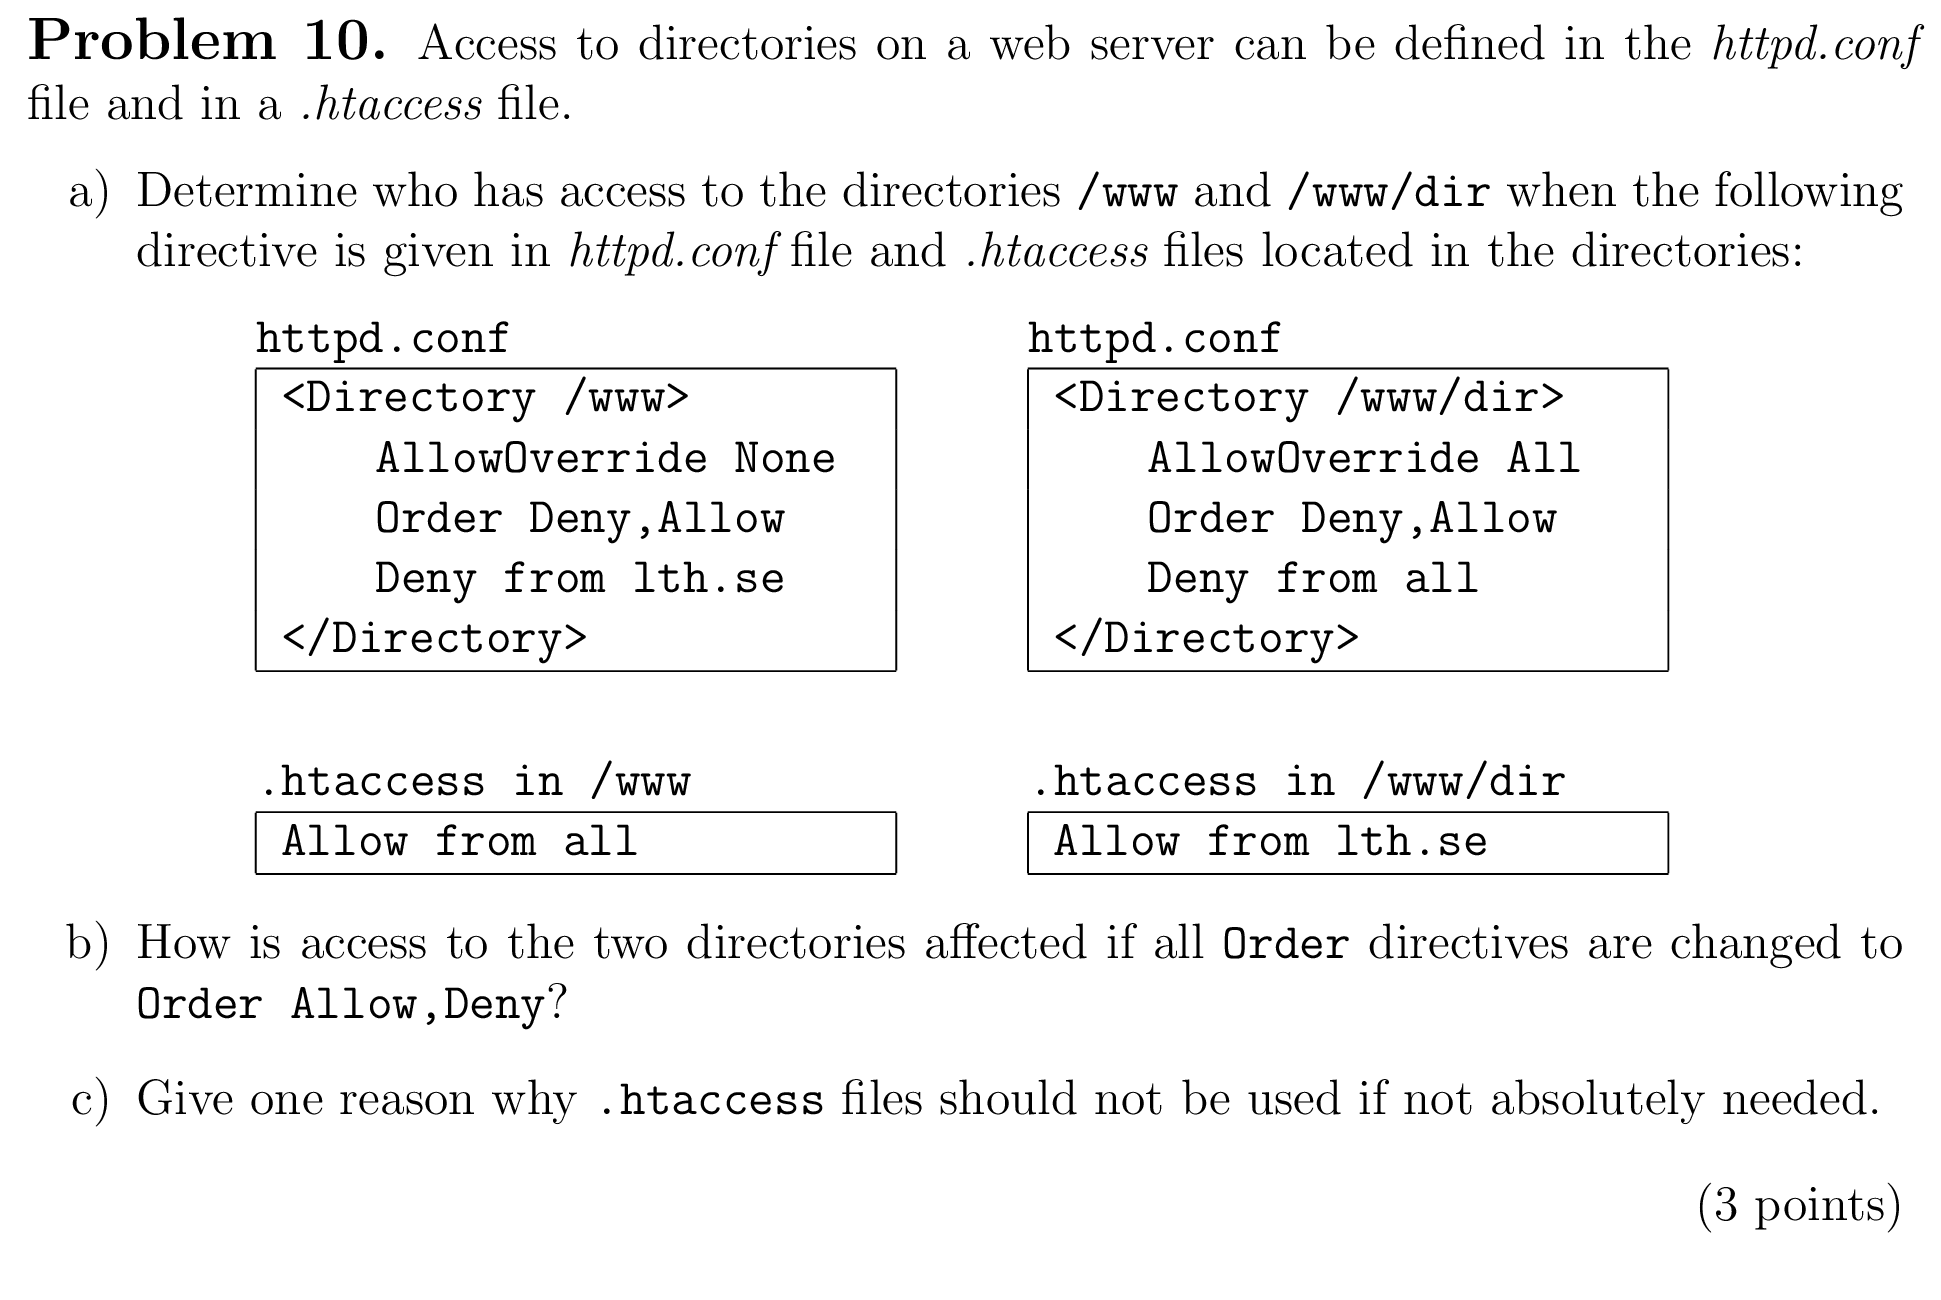 Problem 10. Access to directories on a web server can be defined in the httpd.conf
file and in a .htaccess file.
a) Determine who has access to the directories /www and /www/dir when the following
directive is given in httpd.conf file and .htaccess files located in the directories:
httpd.conf
<Directory /www>
AllowOverride None
Order Deny,Allow
Deny from lth.se
</Directory>
httpd.conf
<Directory /www/dir>
AllowOverride All
Order Deny,Allow
Deny from all
</Directory>
.htaccess in /www
Allow from all
.htaccess in /www/dir
Allow from lth.se
b) How is access to the two directories affected if all Order directives are changed to
Order Allow,Deny?
c) Give one reason why .htaccess files should not be used if not absolutely needed.
(3 points)